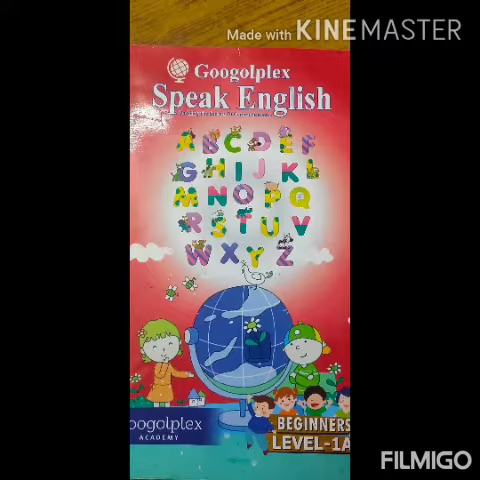 Made with KINEMASTER
Googolplex
Speak English
A B C D E F
G H I J K L
M N O P Q
R S T U V
W X Y Z
oogolplex
ACADEMY
BEGINNERS
LEVEL-1A
FILMIGO